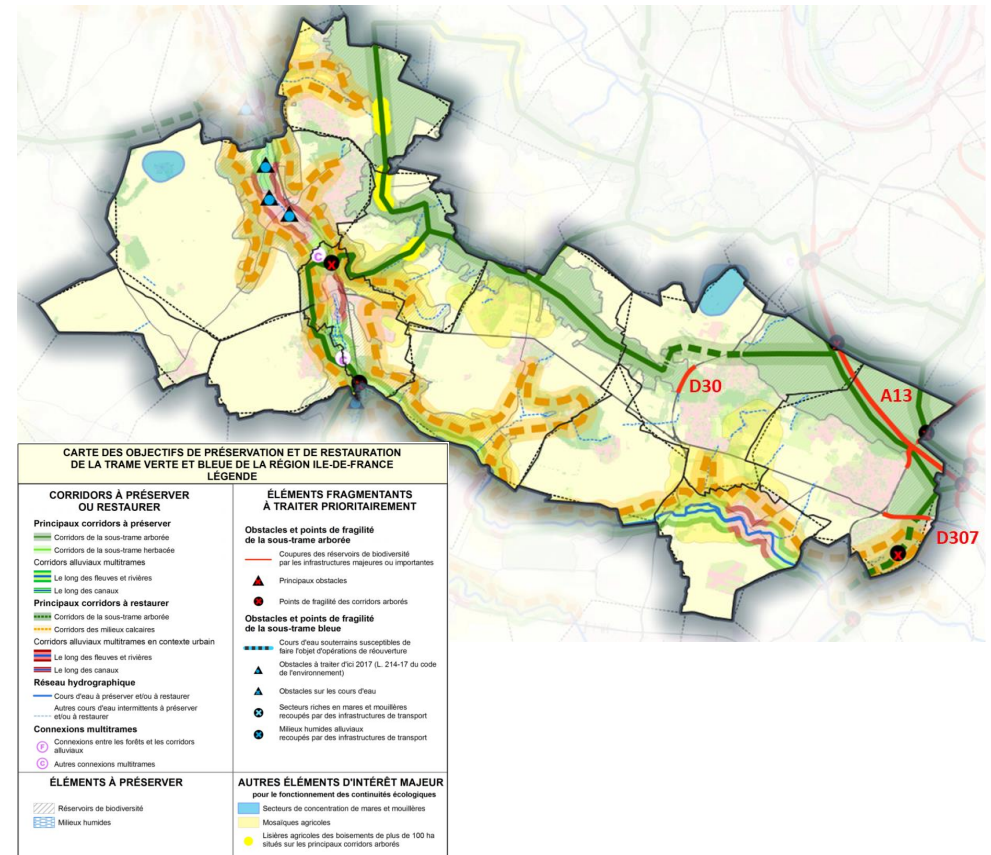 D30
A13
D307
C
C
CARTE DES OBJECTIFS DE PRÉSERVATION ET DE RESTAURATION
DE LA TRAME VERTE ET BLEUE DE LA RÉGION ILE-DE-FRANCE
LÉGENDE
CORRIDORS À PRÉSERVER
OU RESTAURER
Principaux corridors à préserver
Corridors de la sous-trame arborée
Corridors de la sous-trame herbacée
Corridors alluviaux multitrames
Le long des fleuves et rivières
Le long des canaux
Principaux corridors à restaurer
Corridors de la sous-trame arborée
Corridors des milieux calcaires
Corridors alluviaux multitrames en contexte urbain
Le long des fleuves et rivières
Le long des canaux
Réseau hydrographique
Cours d'eau à préserver et/ou à restaurer
Autres cours d'eau intermittents à préserver
et/ou à restaurer
Connexions multitrames
F Connexions entre les forêts et les corridors
alluviaux
C Autres connexions multitrames
ÉLÉMENTS À PRÉSERVER
Réservoirs de biodiversité
Milieux humides
ÉLÉMENTS FRAGMENTANTS
À TRAITER PRIORITAIREMENT
Obstacles et points de fragilité
de la sous-trame arborée
Coupures des réservoirs de biodiversité
par les infrastructures majeures ou importantes
Principaux obstacles
Points de fragilité des corridors arborés
Obstacles et points de fragilité
de la sous-trame bleue
Cours d'eau souterrains susceptibles de
faire l'objet d'opérations de réouverture
Obstacles à traiter d'ici 2017 (L. 214-17 du code
de l'environnement)
Obstacles sur les cours d'eau
Secteurs riches en mares et mouillères
recoupés par des infrastructures de transport
Milieux humides alluviaux
recoupés par des infrastructures de transport
AUTRES ÉLÉMENTS D'INTÉRÊT MAJEUR
pour le fonctionnement des continuités écologiques
Secteurs de concentration de mares et mouillères
Mosaïques agricoles
Lisières agricoles des boisements de plus de 100 ha
situés sur les principaux corridors arborés